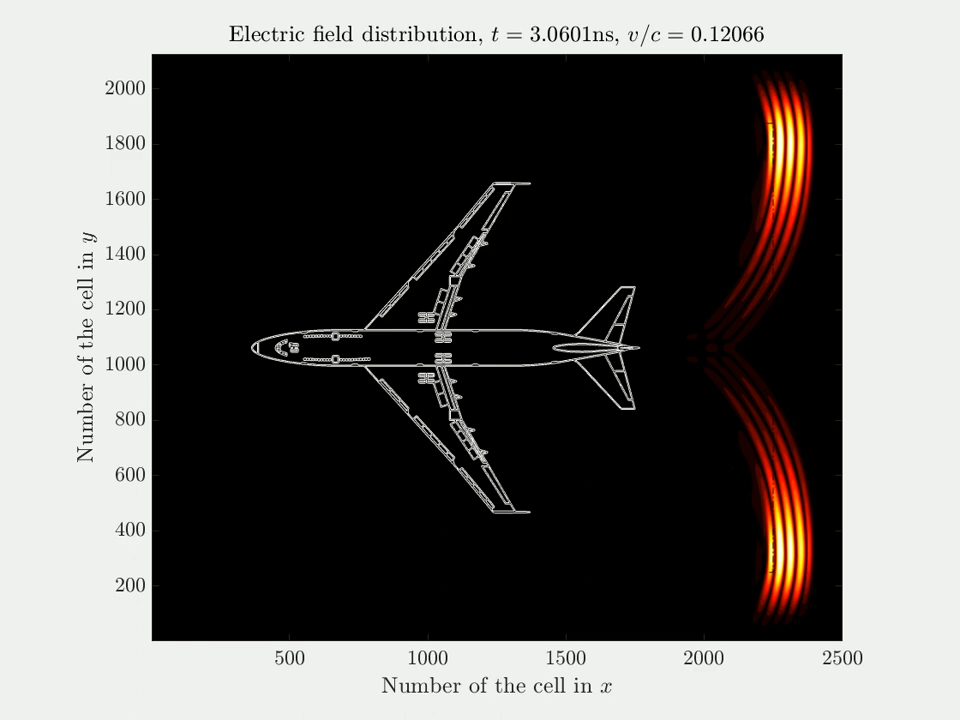 Electric field distribution, t = 3.0601ns, v/c = 0.12066
2000
1800
1600
1400
1200
1000
800
600
400
200
Number of the cell in y
500 1000 1500 2000 2500
Number of the cell in x